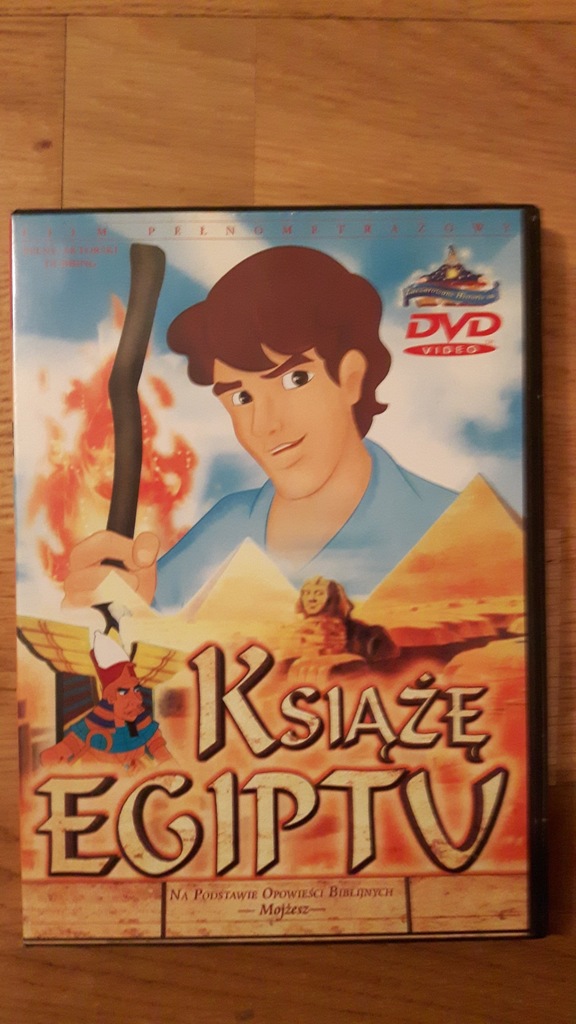 FILM PEŁNOMETRAŻOWY
DVD
VIDEO
KSIĄŻĘ
EGIPTU
NA PODSTAWIE OPOWIEŚCI BIBLIJNYCH
— Mojżesz —